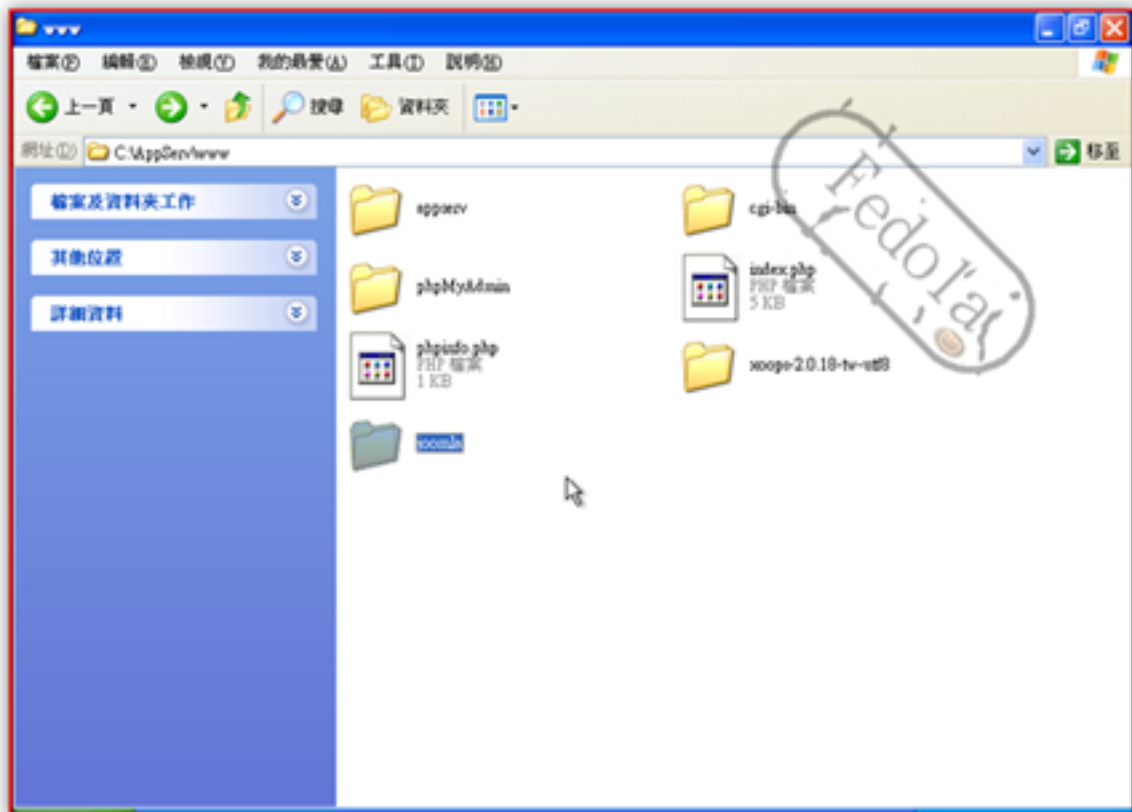 www
檔案(F) 編輯(E) 檢視(V) 我的最愛(A) 工具(T) 說明(H)
上一頁 搜尋 資料夾
網址(D) C:\AppServ\www 移至
檔案及資料夾工作
其他位置
詳細資料
appserv
cgi-bin
phpMyAdmin
index.php
PHP 檔案
5 KB
phpinfo.php
PHP 檔案
1 KB
xoops-2.0.18-tw-utf8
joomla
Fedo l'ai